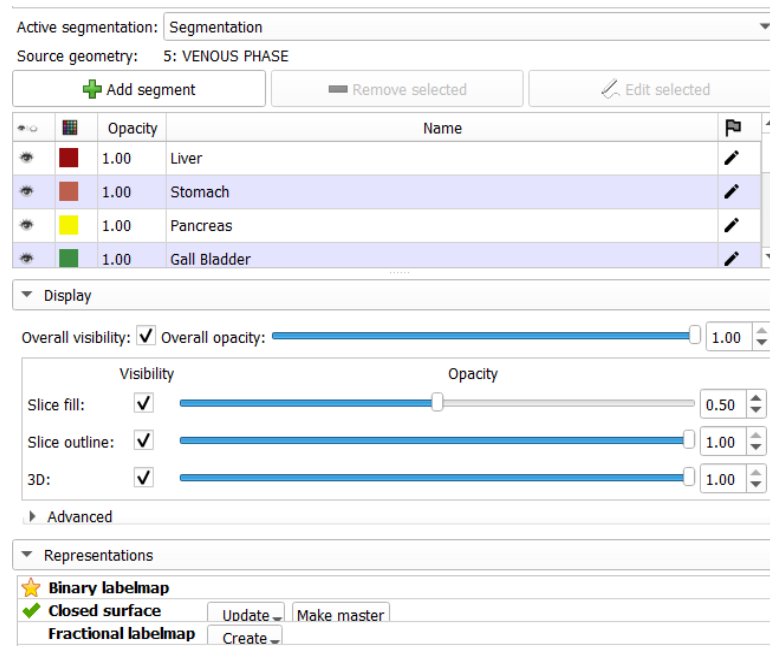 Active segmentation: Segmentation
Source geometry: 5: VENOUS PHASE
Add segment Remove selected Edit selected
Opacity Name
1.00 Liver
1.00 Stomach
1.00 Pancreas
1.00 Gall Bladder
Display
Overall visibility: Overall opacity: 1.00
Visibility Opacity
Slice fill: 0.50
Slice outline: 1.00
3D: 1.00
Advanced
Representations
Binary labelmap
Closed surface Update Make master
Fractional labelmap Create